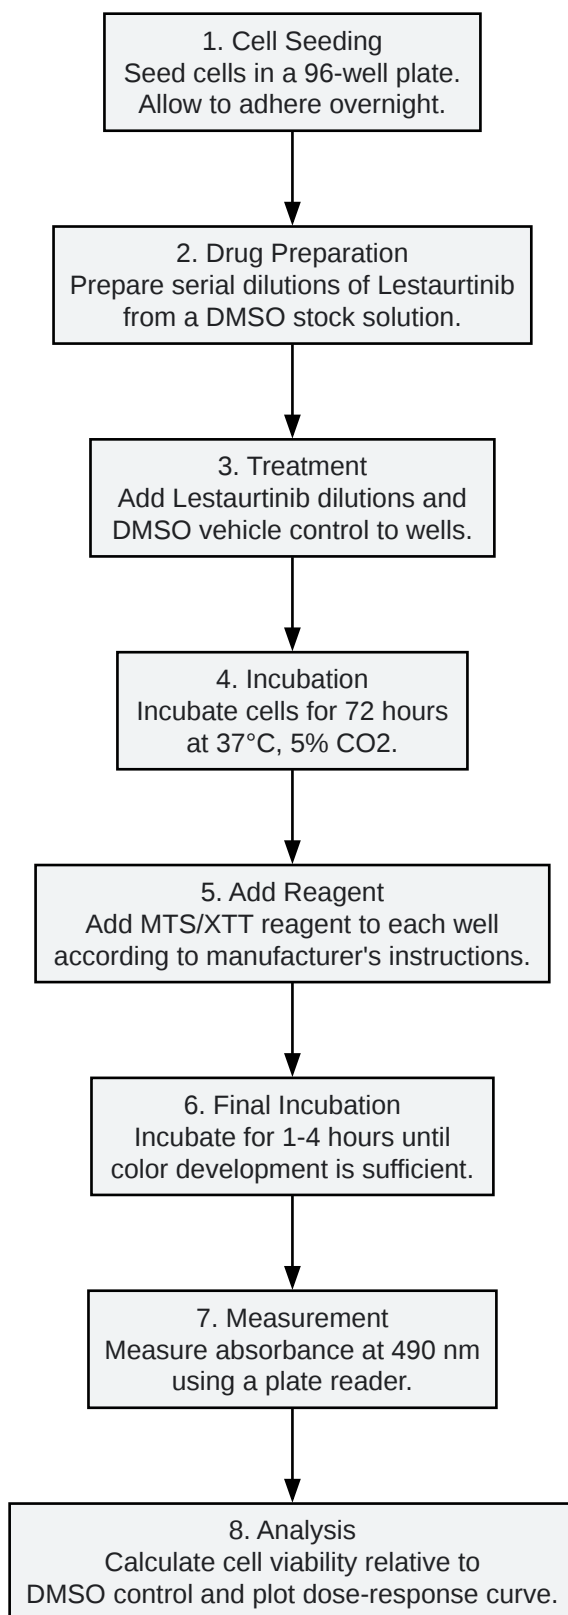 1. Cell Seeding
Seed cells in a 96-well plate.
Allow to adhere overnight.
2. Drug Preparation
Prepare serial dilutions of Lestaurtinib
from a DMSO stock solution.
3. Treatment
Add Lestaurtinib dilutions and
DMSO vehicle control to wells.
4. Incubation
Incubate cells for 72 hours
at 37°C, 5% CO2.
5. Add Reagent
Add MTS/XTT reagent to each well
according to manufacturer's instructions.
6. Final Incubation
Incubate for 1-4 hours until
color development is sufficient.
7. Measurement
Measure absorbance at 490 nm
using a plate reader.
8. Analysis
Calculate cell viability relative to
DMSO control and plot dose-response curve.